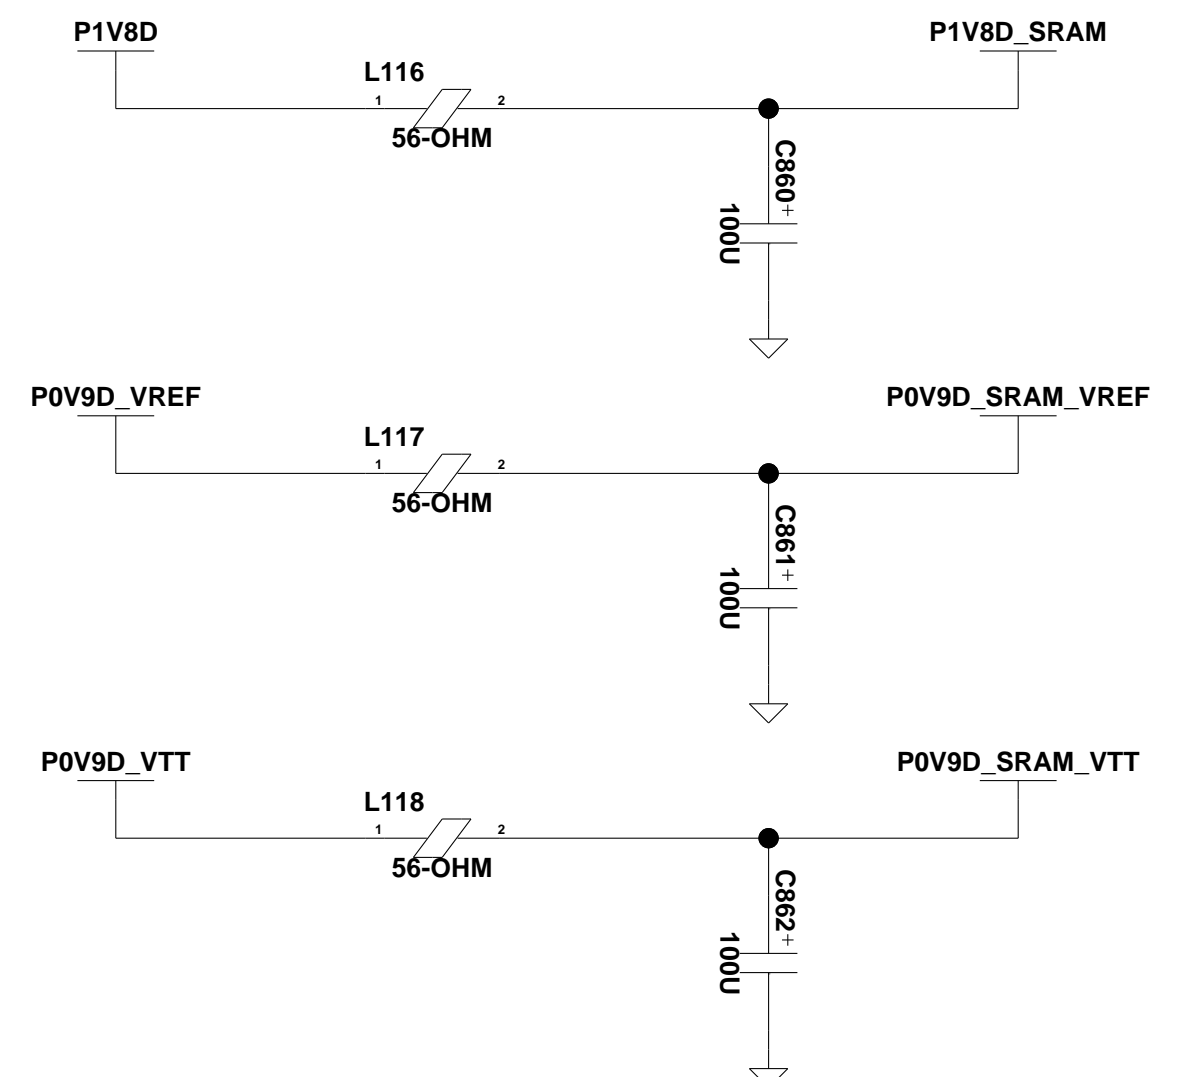 P1V8D
P1V8D_SRAM
L116
1
2
56-OHM
C860
+
100U
P0V9D_VREF
P0V9D_SRAM_VREF
L117
1
2
56-OHM
C861
+
100U
P0V9D_VTT
P0V9D_SRAM_VTT
L118
1
2
56-OHM
C862
+
100U